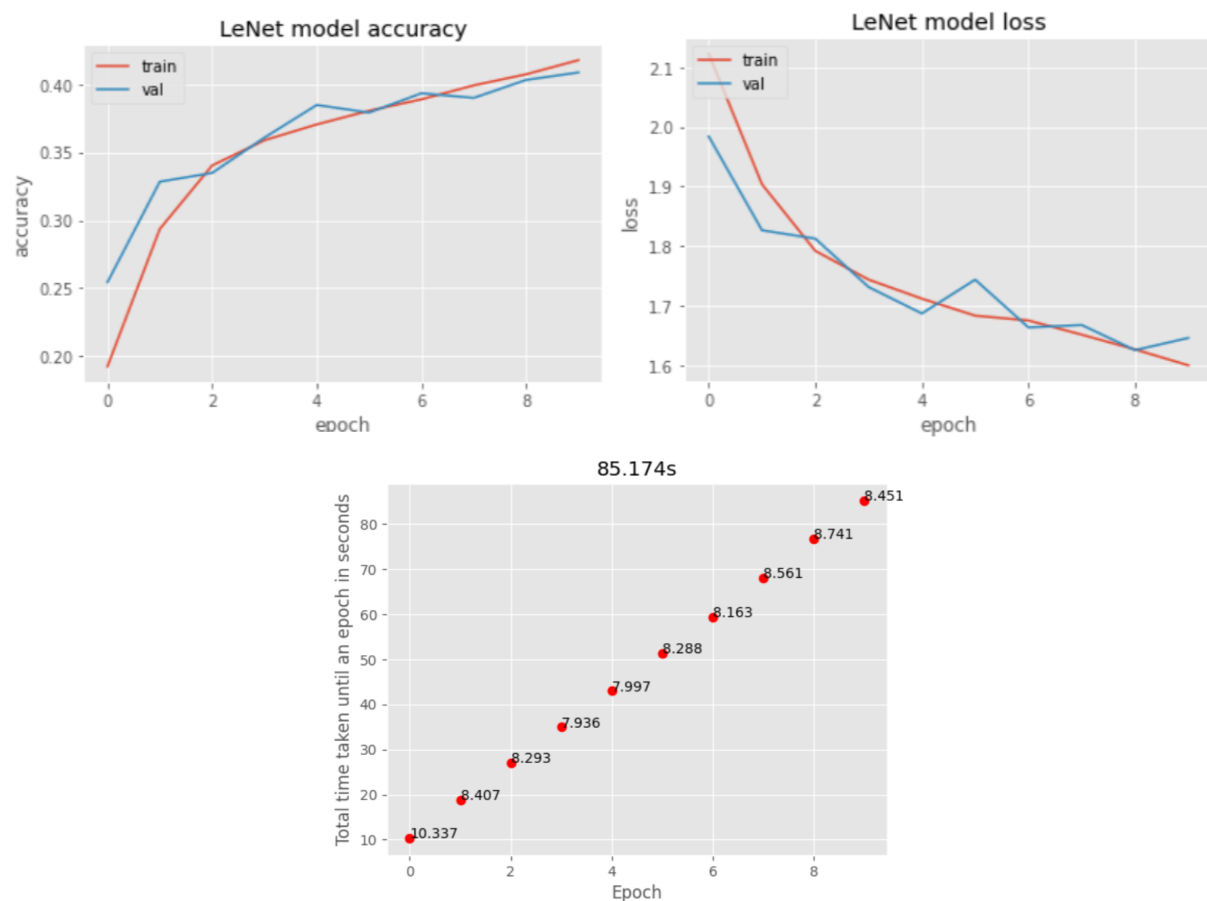 LeNet model accuracy
train
val
0.40
0.35
0.30
0.25
0.20
accuracy
0 2 4 6 8
epoch
LeNet model loss
train
val
2.1
2.0
1.9
1.8
1.7
1.6
loss
0 2 4 6 8
epoch
85.174s
Total time taken until an epoch in seconds
80
70
60
50
40
30
20
10
8.451
8.741
8.561
8.163
8.288
7.997
7.936
8.293
8.407
10.337
0 2 4 6 8
Epoch